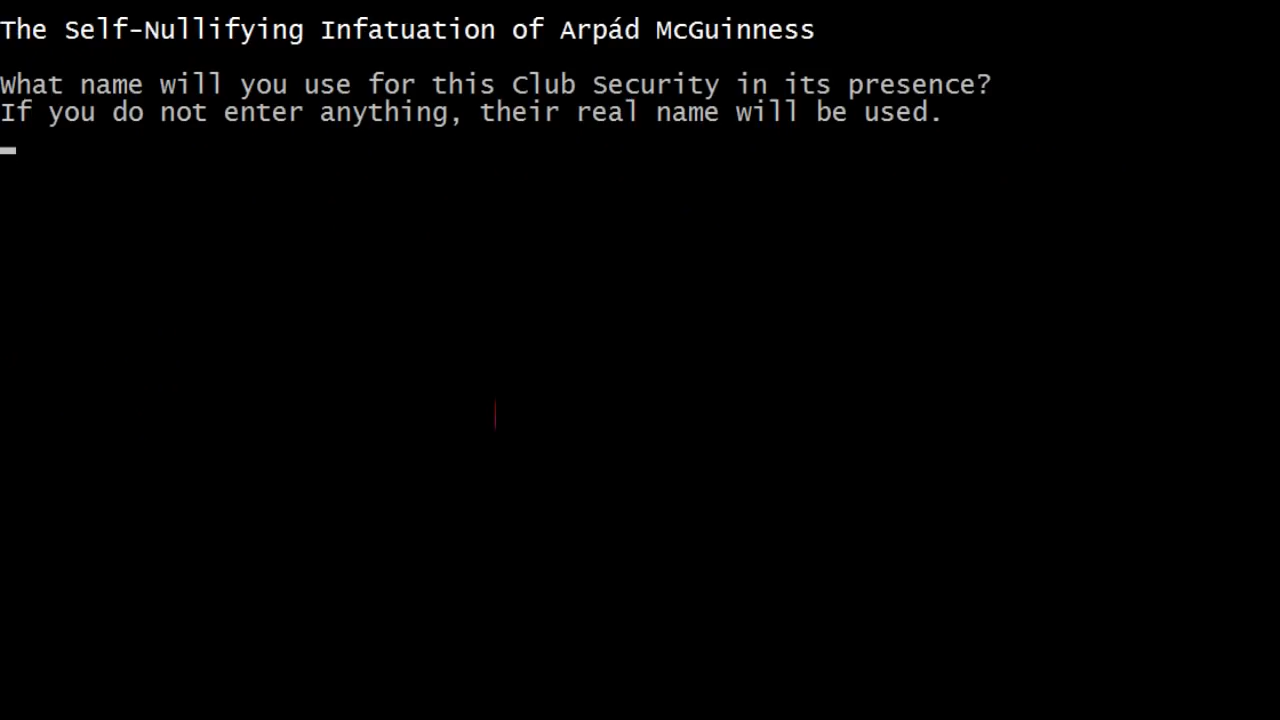 The Self-Nullifying Infatuation of Arpád McGuinness
What name will you use for this Club Security in its presence?
If you do not enter anything, their real name will be used.